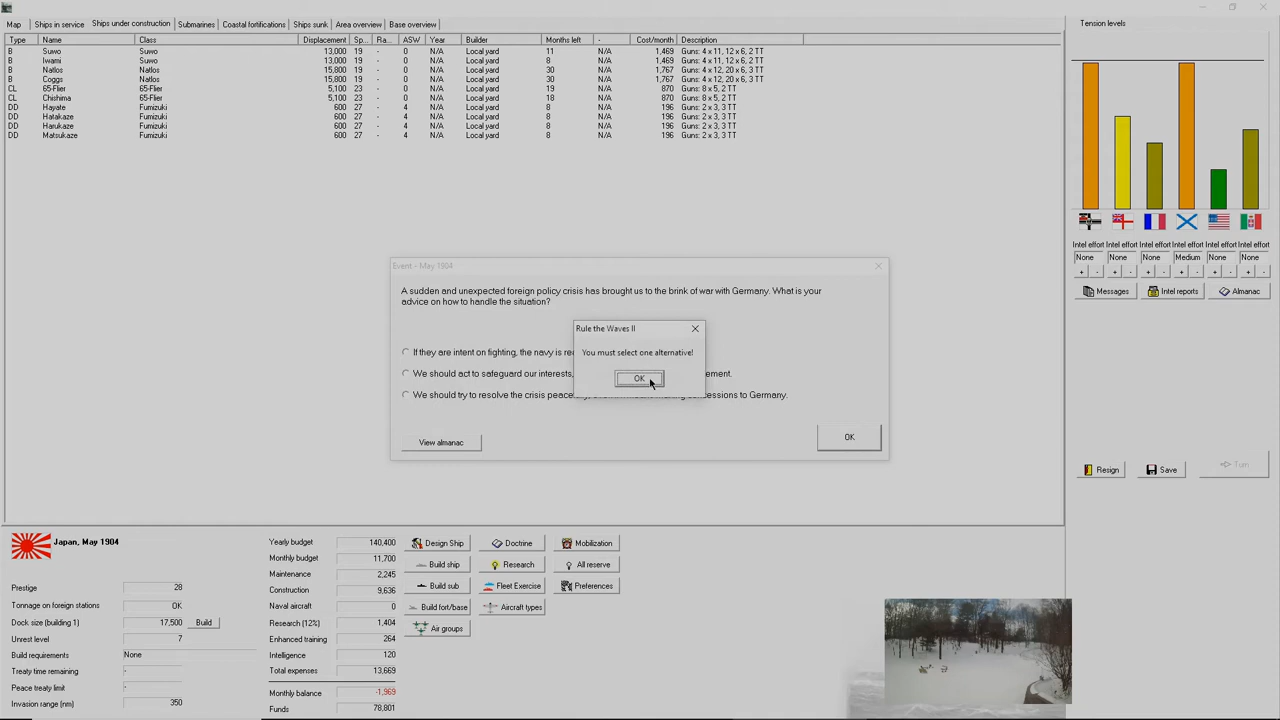 Map Ships in service Ships under construction Submarines Coastal fortifications Ships sunk Area overview Base overview
Type Name Class Displacement Sp... Ra... ASW Year Builder Months left - Cost/month Description
B Suwo Suwo 13,000 19 - 0 N/A Local yard 11 N/A 1,469 Guns: 4 x 11, 12 x 6, 2 TT
B Iwami Suwo 13,000 19 - 0 N/A Local yard 8 N/A 1,469 Guns: 4 x 11, 12 x 6, 2 TT
B Natlos Natlos 15,800 19 - 0 N/A Local yard 30 N/A 1,767 Guns: 4 x 12, 20 x 6, 3 TT
B Coggs Natlos 15,800 19 - 0 N/A Local yard 30 N/A 1,767 Guns: 4 x 12, 20 x 6, 3 TT
CL 65-Flier 65-Flier 5,100 23 - 0 N/A Local yard 19 N/A 870 Guns: 8 x 5, 2 TT
CL Chishima 65-Flier 5,100 23 - 0 N/A Local yard 18 N/A 870 Guns: 8 x 5, 2 TT
DD Hayate Fumizuki 600 27 - 4 N/A Local yard 8 N/A 196 Guns: 2 x 3, 3 TT
DD Hatakaze Fumizuki 600 27 - 4 N/A Local yard 8 N/A 196 Guns: 2 x 3, 3 TT
DD Harukaze Fumizuki 600 27 - 4 N/A Local yard 8 N/A 196 Guns: 2 x 3, 3 TT
DD Matsukaze Fumizuki 600 27 - 4 N/A Local yard 8 N/A 196 Guns: 2 x 3, 3 TT
Tension levels
Intel effort Intel effort Intel effort Intel effort Intel effort Intel effort
None None None Medium None None
+ - + - + - + - + - + -
Messages Intel reports Almanac
Resign Save Turn
Event - May 1904
A sudden and unexpected foreign policy crisis has brought us to the brink of war with Germany. What is your
advice on how to handle the situation?
If they are intent on fighting, the navy is
We should act to safeguard our interests,
We should try to resolve the crisis concessions to Germany.
View almanac OK
Rule the Waves II
You must select one alternative!
OK
Japan, May 1904
Prestige 28
Tonnage on foreign stations OK
Dock size (building 1) 17,500 Build
Unrest level 7
Build requirements None
Treaty time remaining -
Peace treaty limit -
Invasion range (nm) 350
Yearly budget 140,400
Monthly budget 11,700
Maintenance 2,245
Construction 9,636
Naval aircraft 0
Research (12%) 1,404
Enhanced training 264
Intelligence 120
Total expenses 13,669
Monthly balance -1,969
Funds 78,801
Design Ship Doctrine Mobilization
Build ship Research All reserve
Build sub Fleet Exercise Preferences
Build fort/base Aircraft types
Air groups